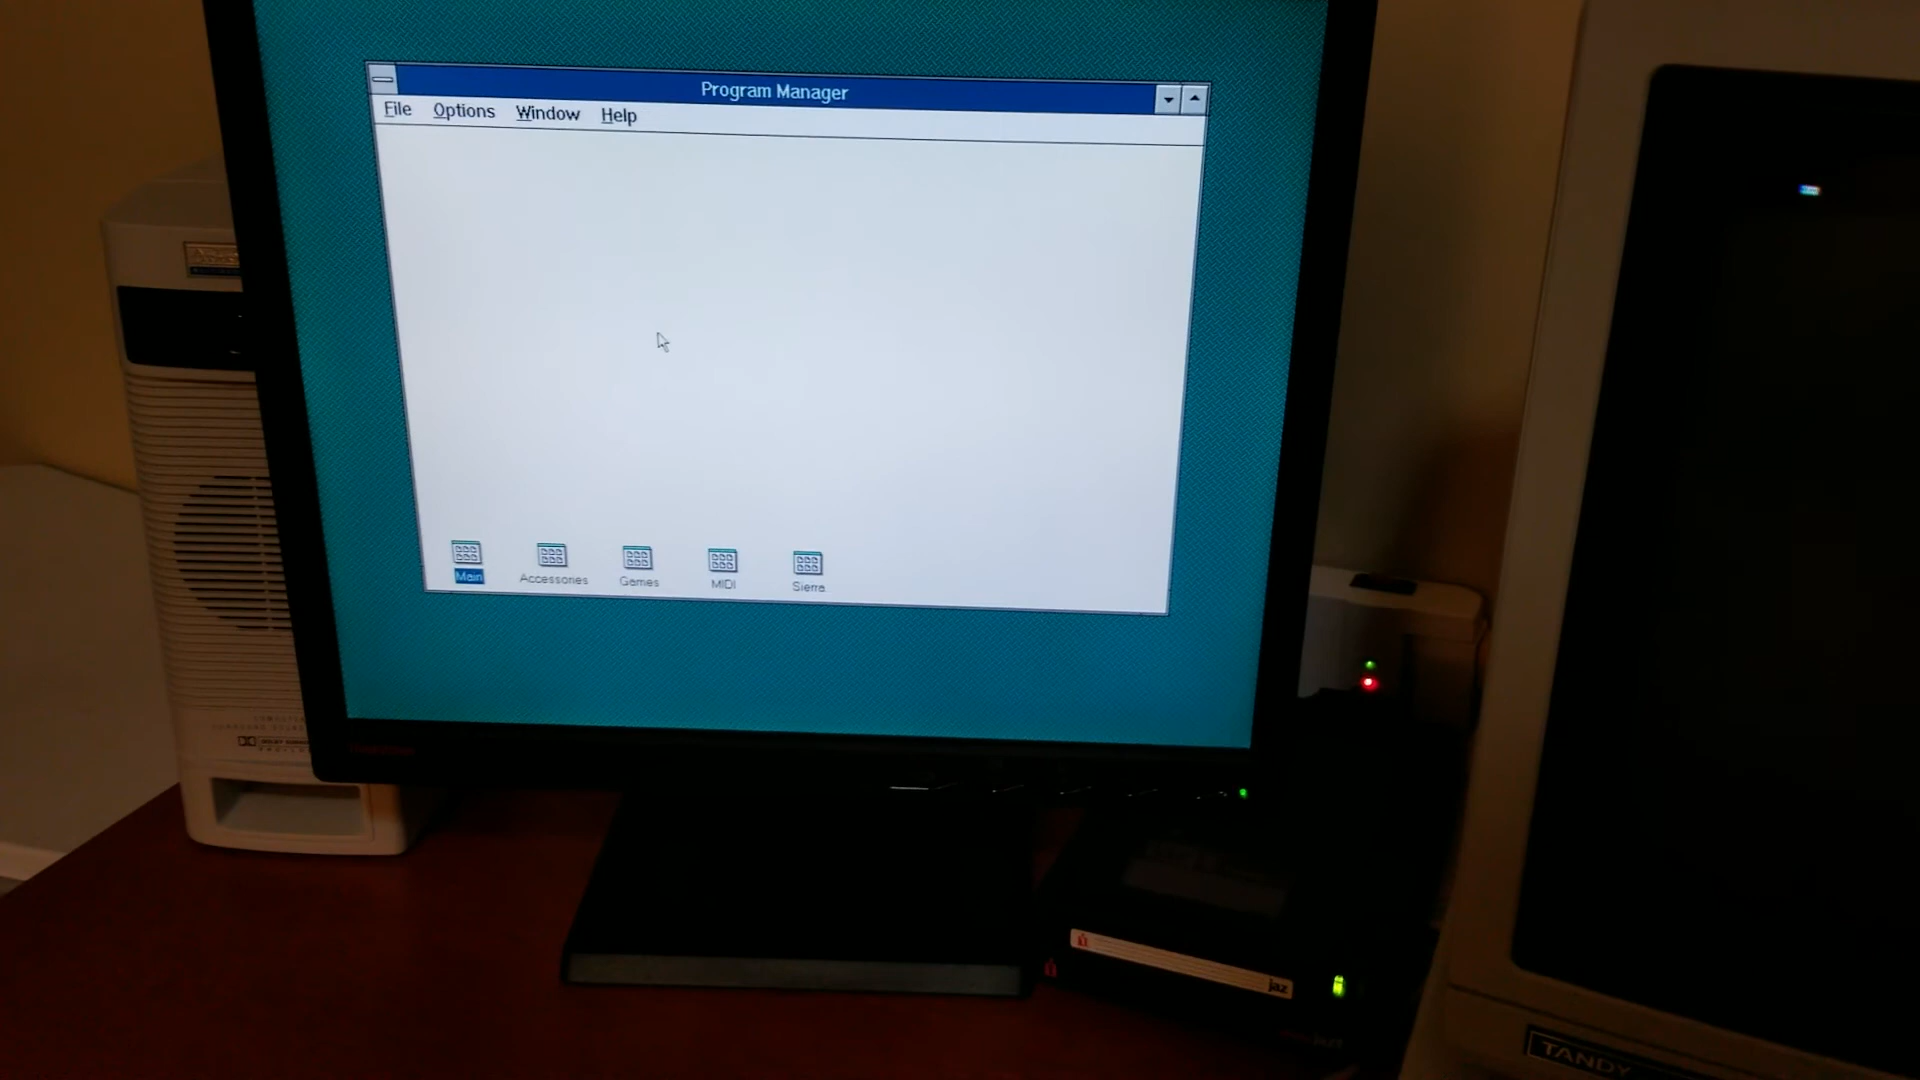 Program Manager
File Options Window Help
Main Accessories Games MIDI Sierra
jaz
TANDY